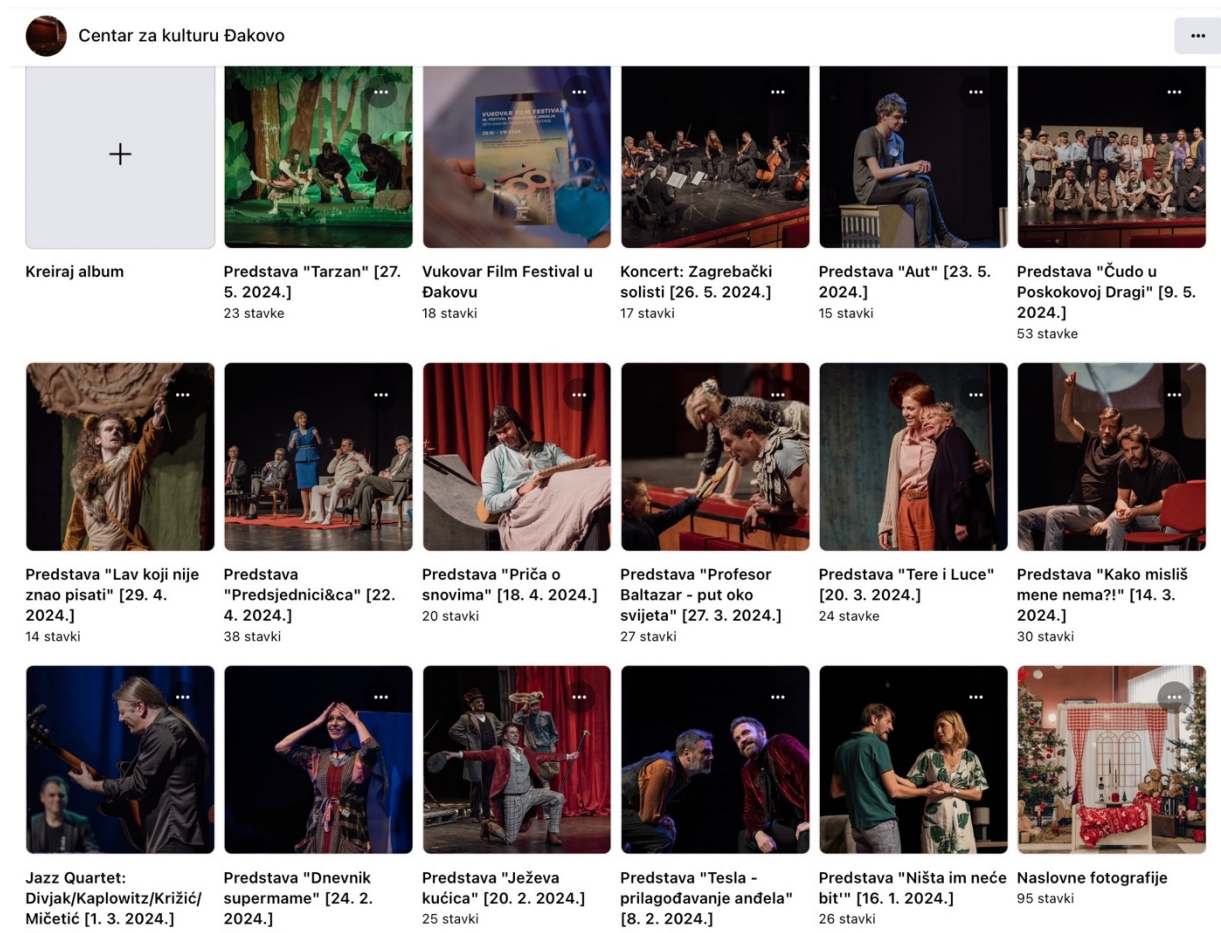 Centar za kulturu Đakovo
VUKOVAR FILM FESTIVAL
Kreiraj album
Predstava "Tarzan" [27.
5. 2024.]
23 stavke
Vukovar Film Festival u
Đakovu
18 stavki
Koncert: Zagrebački
solisti [26. 5. 2024.]
17 stavki
Predstava "Aut" [23. 5.
2024.]
15 stavki
Predstava "Čudo u
Poskokovoj Dragi" [9. 5.
2024.]
53 stavke
Predstava "Lav koji nije
znao pisati" [29. 4.
2024.]
14 stavki
Predstava
"Predsjednici&ca" [22.
4. 2024.]
38 stavki
Predstava "Priča o
snovima" [18. 4. 2024.]
20 stavki
Predstava "Profesor
Baltazar - put oko
svijeta" [27. 3. 2024.]
27 stavki
Predstava "Tere i Luce"
[20. 3. 2024.]
24 stavke
Predstava "Kako misliš
mene nema?!" [14. 3.
2024.]
30 stavki
Jazz Quartet:
Divjak/Kaplowitz/Križić/
Mičetić [1. 3. 2024.]
Predstava "Dnevnik
supermame" [24. 2.
2024.]
Predstava "Ježeva
kućica" [20. 2. 2024.]
25 stavki
Predstava "Tesla -
prilagođavanje anđela"
[8. 2. 2024.]
Predstava "Ništa im neće
bit'" [16. 1. 2024.]
26 stavki
Naslovne fotografije
95 stavki